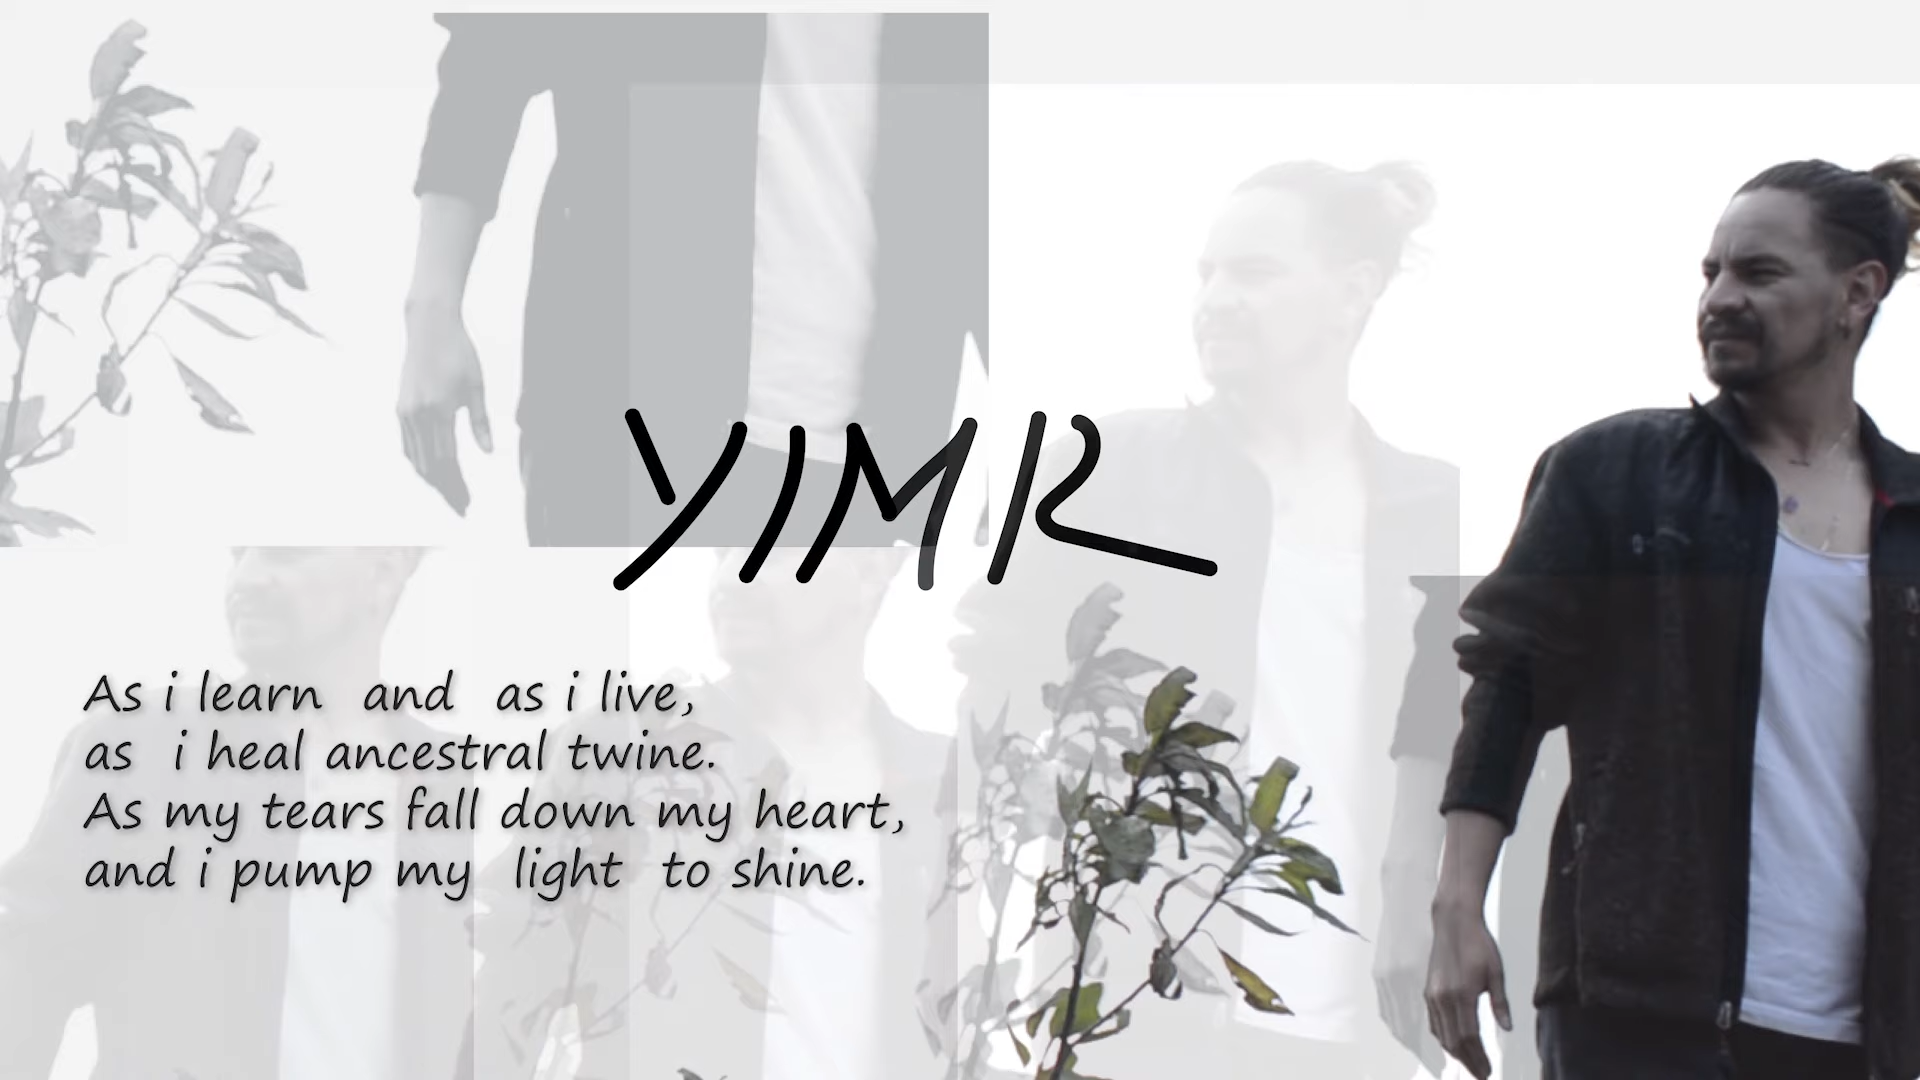 YIMR
As i learn and as i live,
as i heal ancestral twine.
As my tears fall down my heart,
and i pump my light to shine.